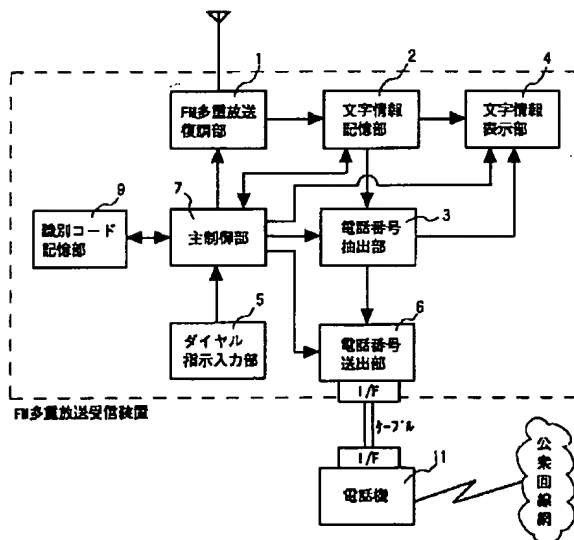 1
2
4
FM多重放送
復調部
文字情報
記憶部
文字情報
表示部
9
7
3
識別コード
記憶部
主制御部
電話番号
抽出部
5
6
ダイヤル
指示入力部
電話番号
送出部
I/F
FM多重放送受信装置
ケーブル
I/F
11
電話機
公衆回線網